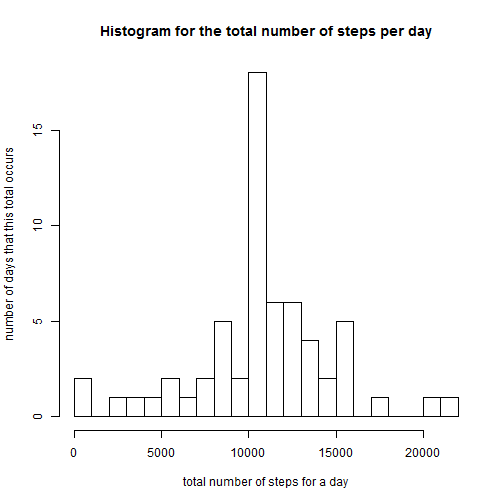 Histogram for the total number of steps per day
number of days that this total occurs
15
10
5
0
0 5000 10000 15000 20000
total number of steps for a day